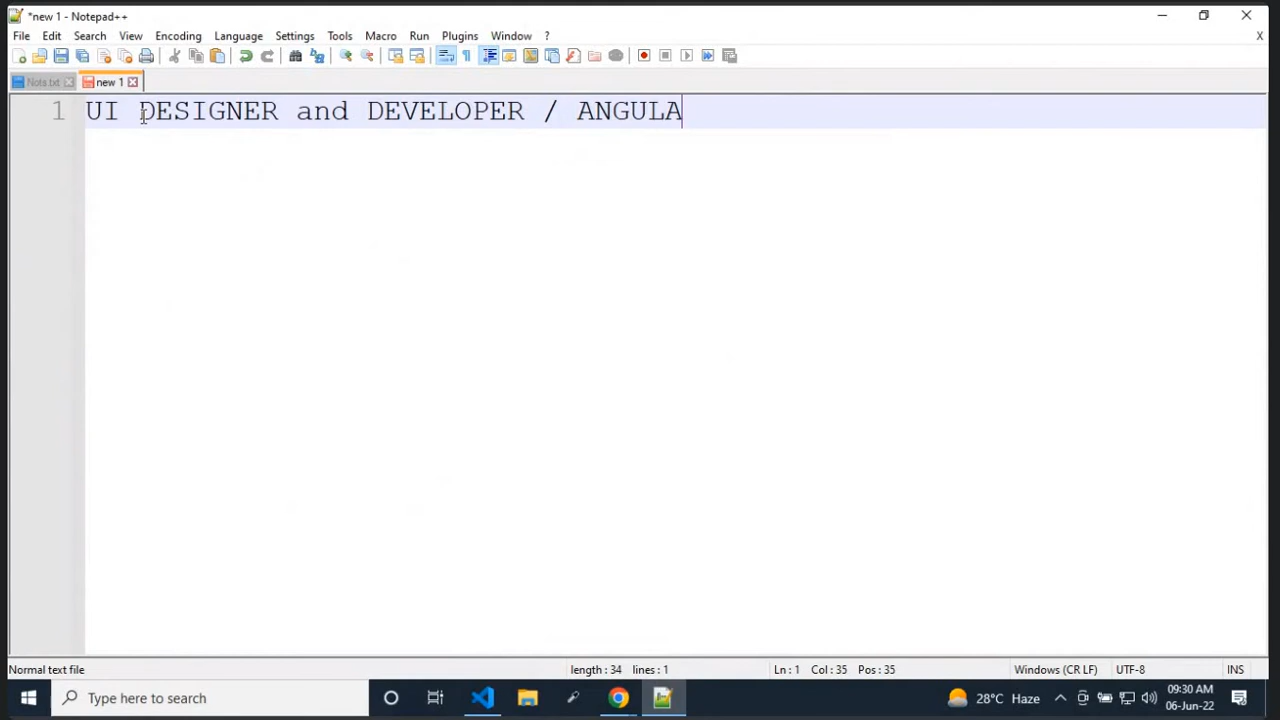 *new 1 - Notepad++
File Edit Search View Encoding Language Settings Tools Macro Run Plugins Window ? X
Nots.txt new 1
1 UI DESIGNER and DEVELOPER / ANGULA
Normal text file length : 34 lines : 1 Ln : 1 Col : 35 Pos : 35 Windows (CR LF) UTF-8 INS
Type here to search 28°C Haze 09:30 AM
06-Jun-22